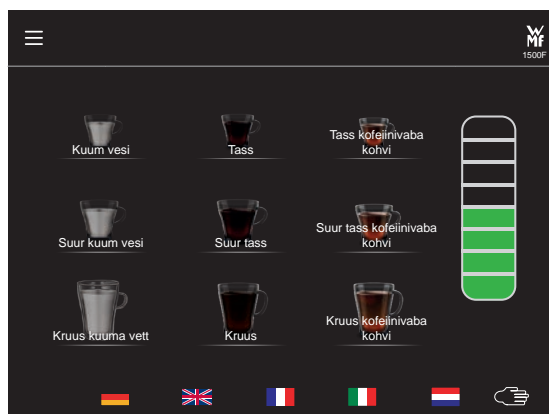 WMF
1500F
Kuum vesi
Tass
Tass kofeiinivaba
kohvi
Suur kuum vesi
Suur tass
Suur tass kofeiinivaba
kohvi
Kruus kuuma vett
Kruus
Kruus kofeiinivaba
kohvi